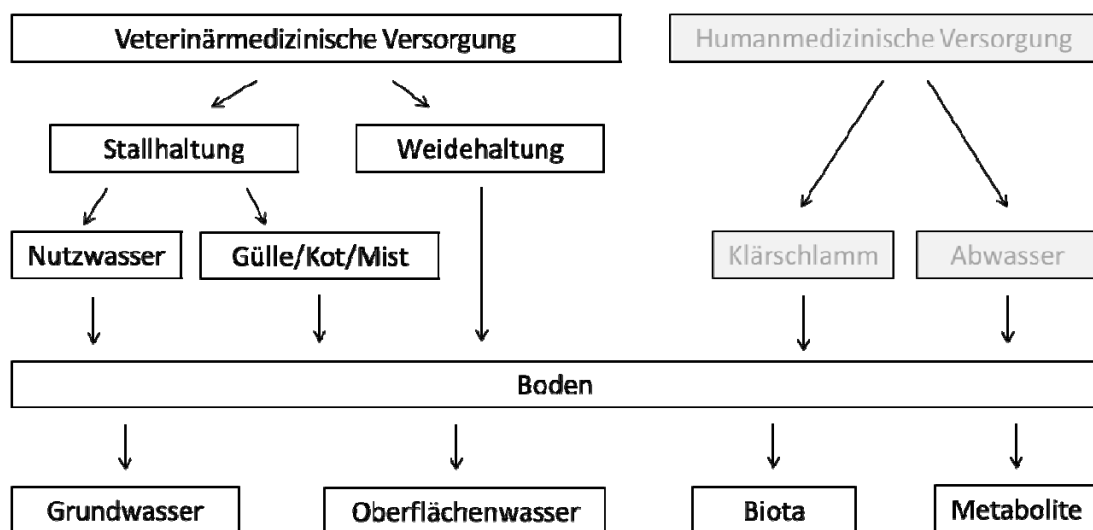 Veterinärmedizinische Versorgung
Humanmedizinische Versorgung
Stallhaltung
Weidehaltung
Nutzwasser
Gülle/Kot/Mist
Klärschlamm
Abwasser
Boden
Grundwasser
Oberflächenwasser
Biota
Metabolite